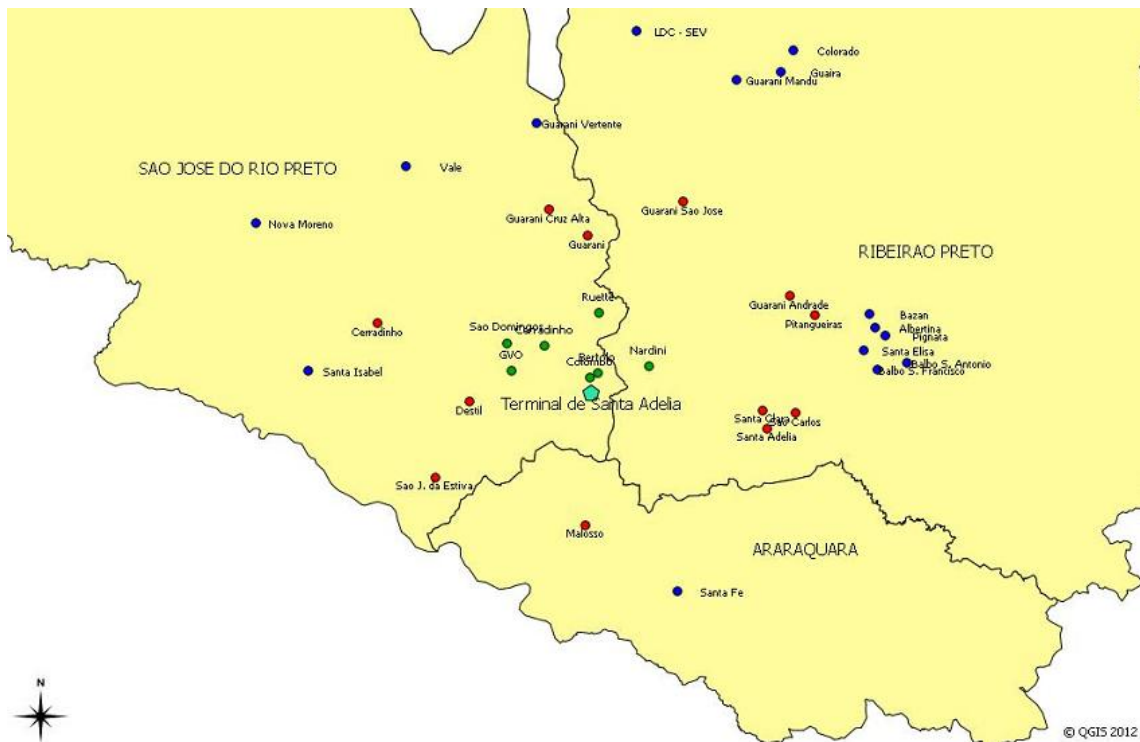 LDC - SEV
Colorado
Guaira
Guarani Mandu
Guarani Vertente
SAO JOSE DO RIO PRETO
Vale
Guarani Cruz Alta
Guarani Sao Jose
Nova Moreno
Guarani
RIBEIRAO PRETO
Ruette
Guarani Andrade
Bazan
Pitangueiras
Albertina
Pignata
Cerradinho
Sao Domingos
Cerradinho
GVO
Bertolo
Colombo
Nardini
Santa Elisa
Balbo S. Antonio
Balbo S. Francisco
Santa Isabel
Destil
Terminal de Santa Adelia
Santa Clara
Sao Carlos
Santa Adelia
Sao J. da Estiva
Malosso
ARARAQUARA
Santa Fe
N
© QGIS 2012